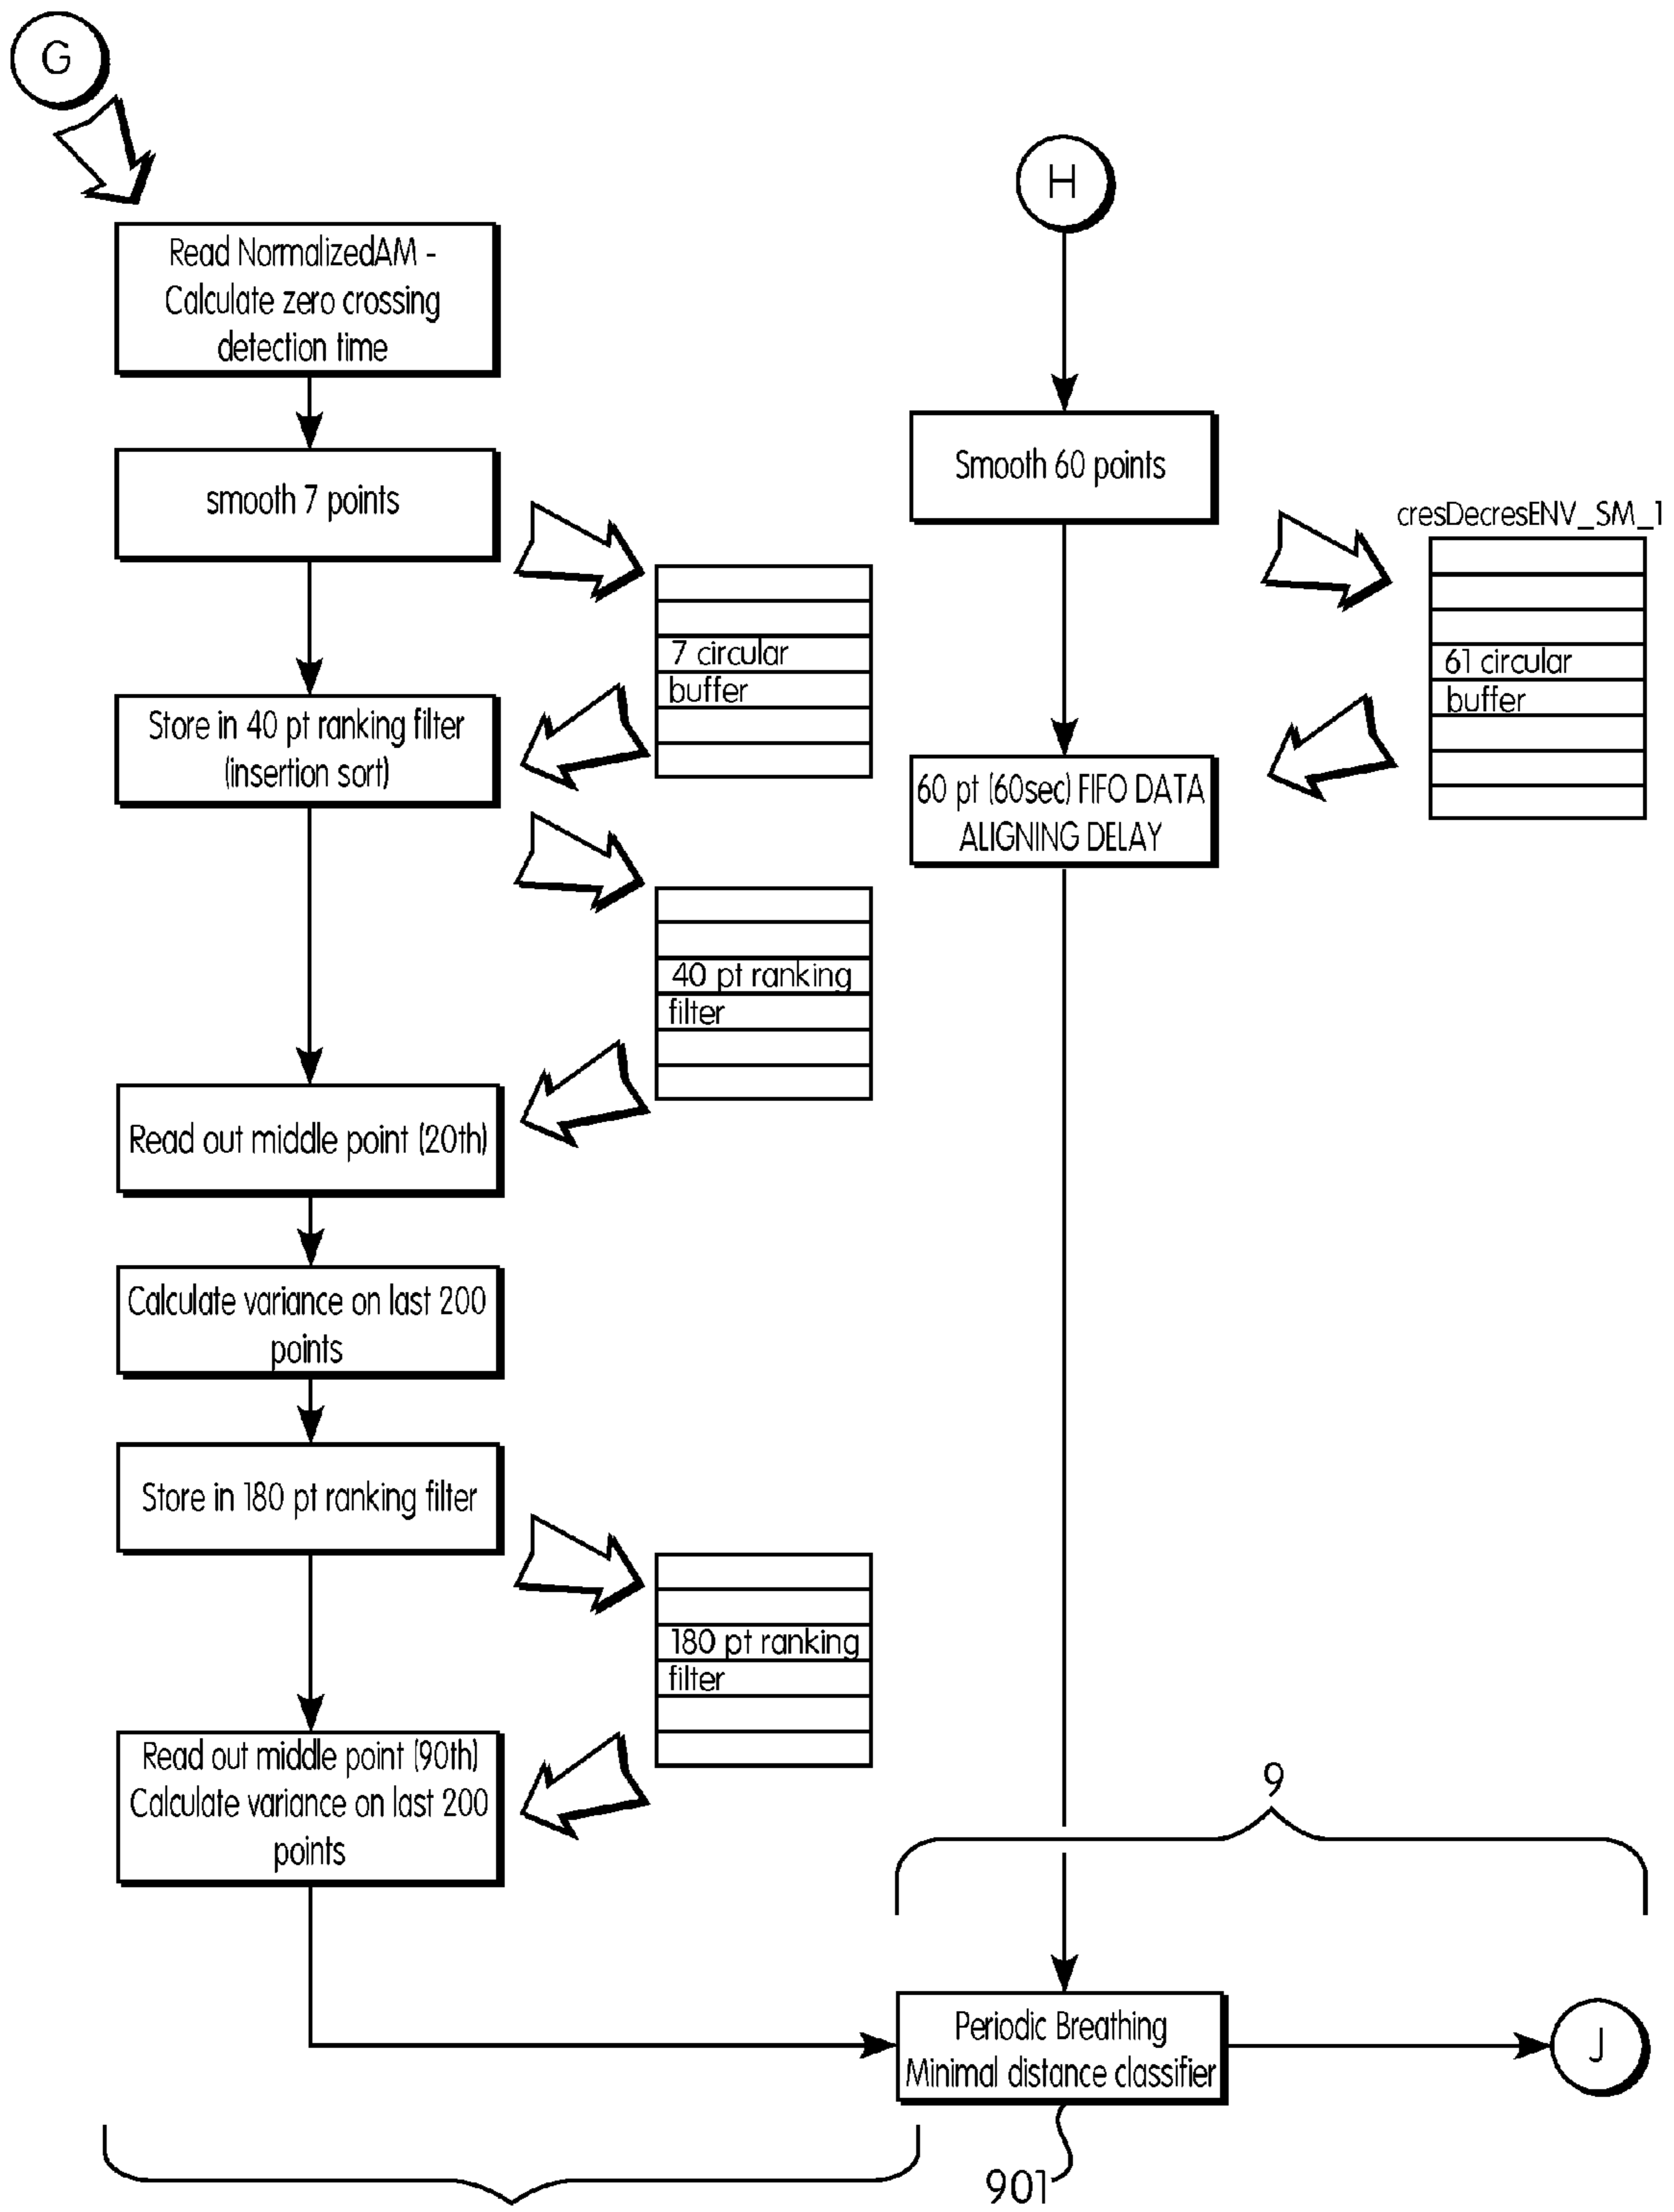 G
Read NormalizedAM -
Calculate zero crossing
detection time
smooth 7 points
7 circular
buffer
Store in 40 pt ranking filter
(insertion sort)
40 pt ranking
filter
Read out middle point (20th)
Calculate variance on last 200
points
Store in 180 pt ranking filter
180 pt ranking
filter
Read out middle point (90th)
Calculate variance on last 200
points
H
Smooth 60 points
cresDecresENV_SM_1
61 circular
buffer
60 pt (60sec) FIFO DATA
ALIGNING DELAY
9
Periodic Breathing
Minimal distance classifier
J
901